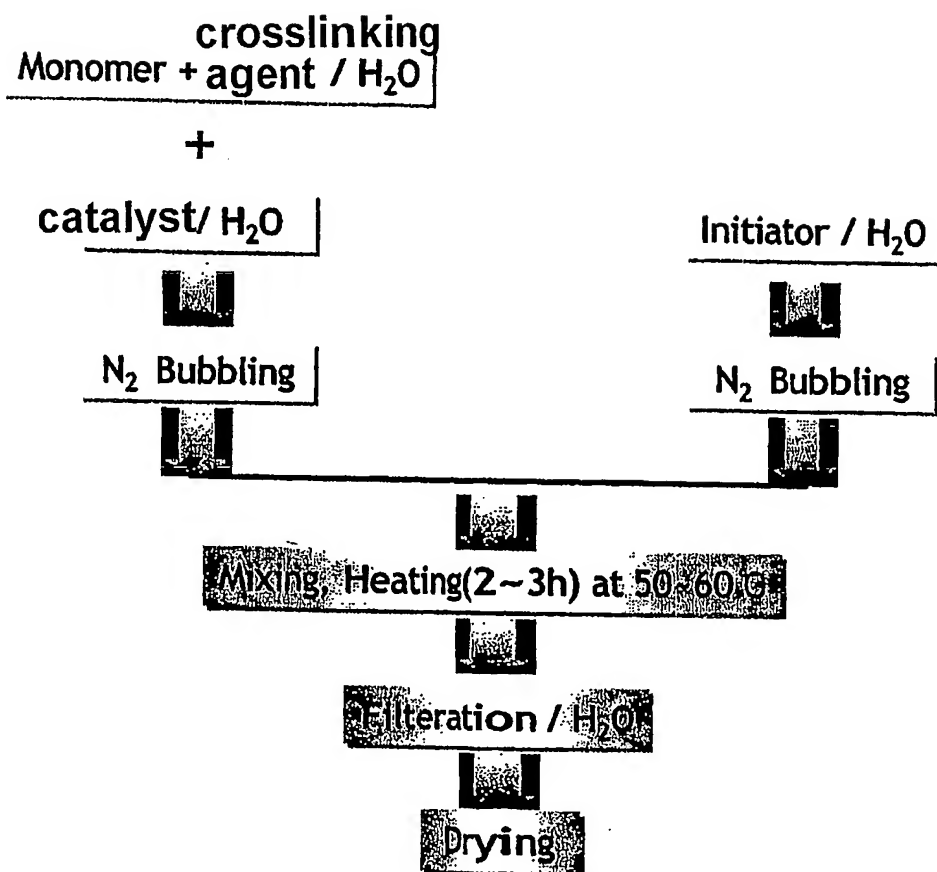 crosslinking
Monomer + agent / H₂O
+
catalyst/ H₂O
Initiator / H₂O
N₂ Bubbling
N₂ Bubbling
Mixing, Heating(2~3h) at 50~60℃
Filteration / H₂O
Drying